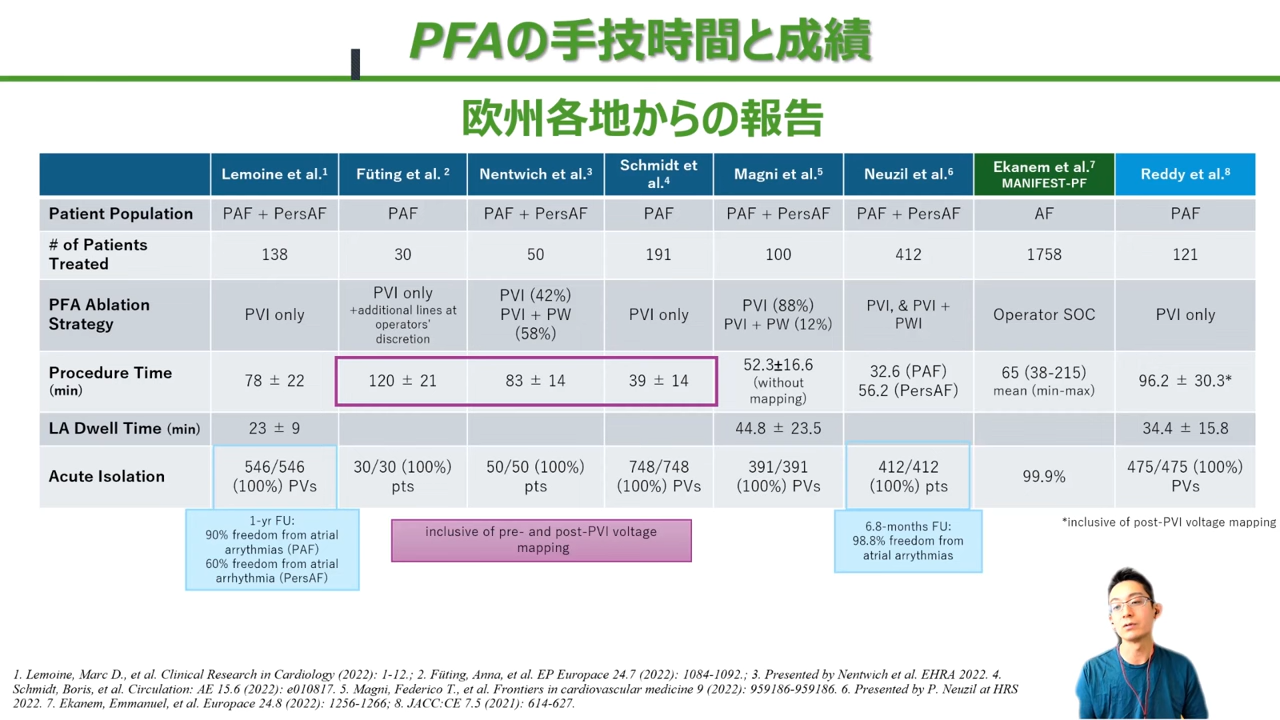 PFAの手技時間と成績
欧州各地からの報告
Lemoine et al.1 Füting et al. 2 Nentwich et al.3 Schmidt et al.4 Magni et al.5 Neuzil et al.6 Ekanem et al.7 MANIFEST-PF Reddy et al.8
Patient Population PAF + PersAF PAF PAF + PersAF PAF PAF + PersAF PAF + PersAF AF PAF
# of Patients Treated 138 30 50 191 100 412 1758 121
PFA Ablation Strategy PVI only PVI only +additional lines at operators' discretion PVI (42%) PVI + PW (58%) PVI only PVI (88%) PVI + PW (12%) PVI, & PVI + PWI Operator SOC PVI only
Procedure Time (min) 78 ± 22 120 ± 21 83 ± 14 39 ± 14 52.3±16.6 (without mapping) 32.6 (PAF) 56.2 (PersAF) 65 (38-215) mean (min-max) 96.2 ± 30.3*
LA Dwell Time (min) 23 ± 9 44.8 ± 23.5 34.4 ± 15.8
Acute Isolation 546/546 (100%) PVs 30/30 (100%) pts 50/50 (100%) pts 748/748 (100%) PVs 391/391 (100%) PVs 412/412 (100%) pts 99.9% 475/475 (100%) PVs
1-yr FU:
90% freedom from atrial
arrythmias (PAF)
60% freedom from atrial
arrhythmia (PersAF)
inclusive of pre- and post-PVI voltage
mapping
6.8-months FU:
98.8% freedom from
atrial arrythmias
*inclusive of post-PVI voltage mapping
1. Lemoine, Marc D., et al. Clinical Research in Cardiology (2022): 1-12.; 2. Füting, Anna, et al. EP Europace 24.7 (2022): 1084-1092.; 3. Presented by Nentwich et al. EHRA 2022. 4.
Schmidt, Boris, et al. Circulation: AE 15.6 (2022): e010817. 5. Magni, Federico T., et al. Frontiers in cardiovascular medicine 9 (2022): 959186-959186. 6. Presented by P. Neuzil at HRS
2022. 7. Ekanem, Emmanuel, et al. Europace 24.8 (2022): 1256-1266; 8. JACC:CE 7.5 (2021): 614-627.